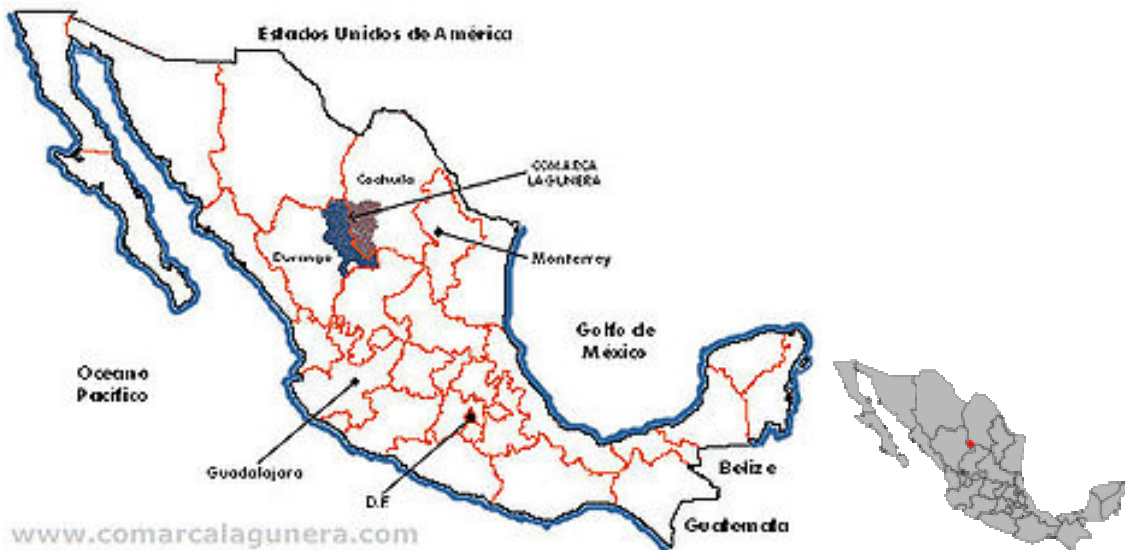 Estados Unidos de América
COMARCA
LAGUNERA
Coahuila
Durango
Monterrey
Golfo de
México
Oceano
Pacífico
Guadalajara
D.F
Belize
Guatemala
www.comarcalagunera.com